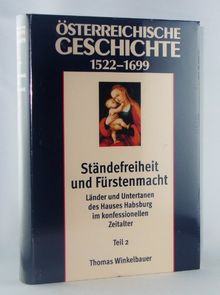 ÖSTERREICHISCHE
GESCHICHTE
1522–1699
Ständefreiheit
und Fürstenmacht
Länder und Untertanen
des Hauses Habsburg
im konfessionellen
Zeitalter
Teil 2
Thomas Winkelbauer